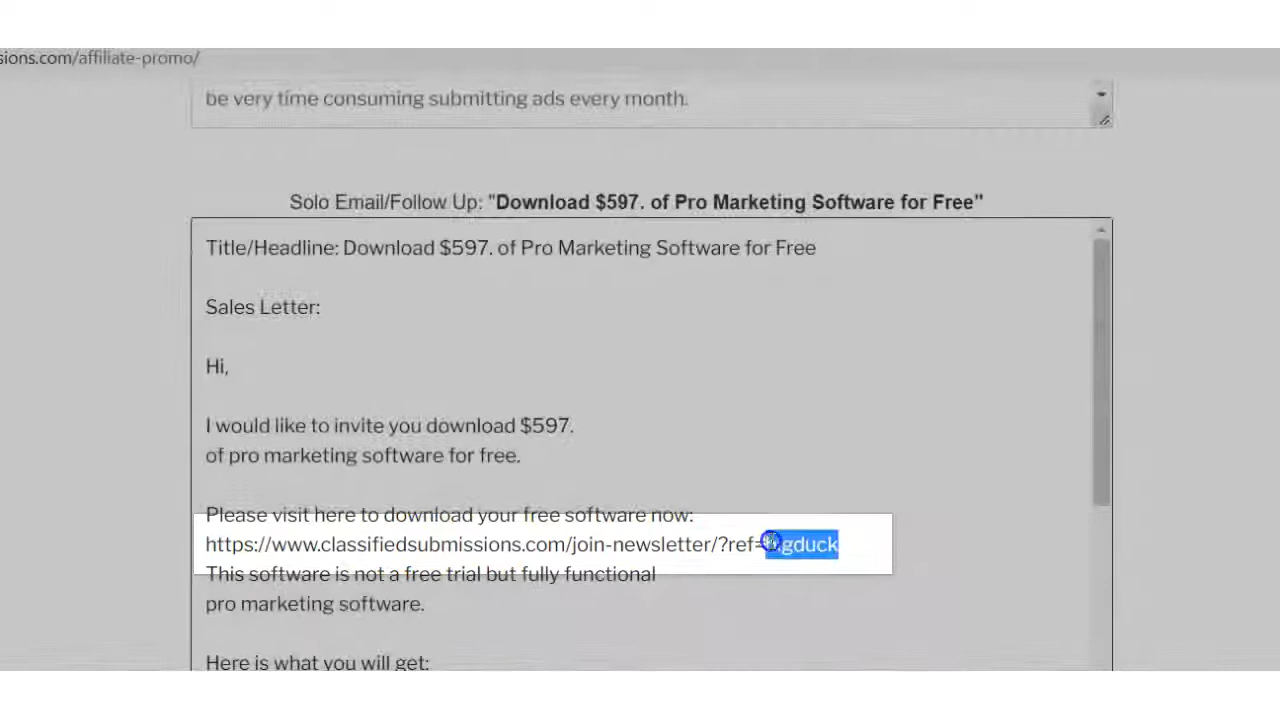 sions.com/affiliate-promo/
be very time consuming submitting ads every month.
Solo Email/Follow Up: "Download $597. of Pro Marketing Software for Free"
Title/Headline: Download $597. of Pro Marketing Software for Free
Sales Letter:
Hi,
I would like to invite you download $597.
of pro marketing software for free.
Please visit here to download your free software now:
https://www.classifiedsubmissions.com/join-newsletter/?ref=
This software is not a free trial but fully functional
pro marketing software.
Here is what you will get: